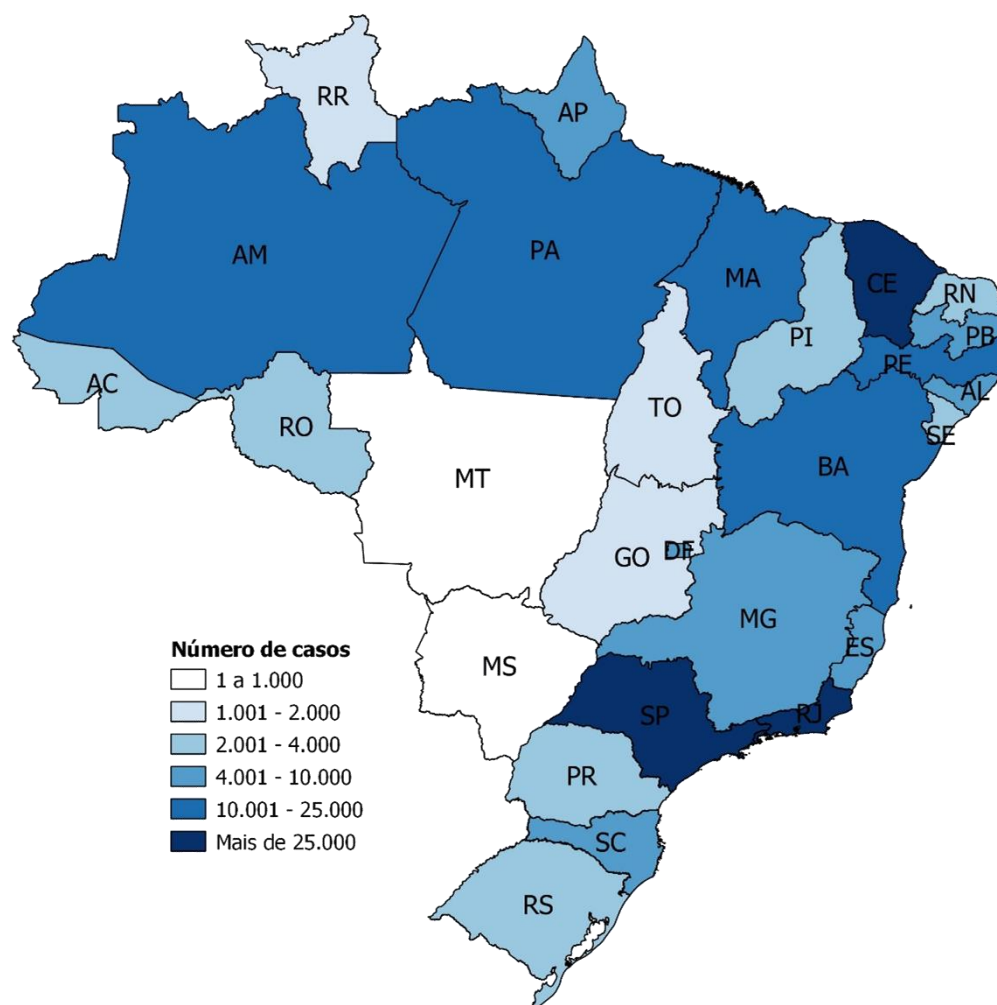 RR
AP
AM
PA
MA
CE
RN
PI
PB
PE
AC
AL
TO
RO
SE
BA
MT
GO
DF
MG
ES
MS
SP
RJ
PR
SC
RS
Número de casos
1 a 1.000
1.001 - 2.000
2.001 - 4.000
4.001 - 10.000
10.001 - 25.000
Mais de 25.000